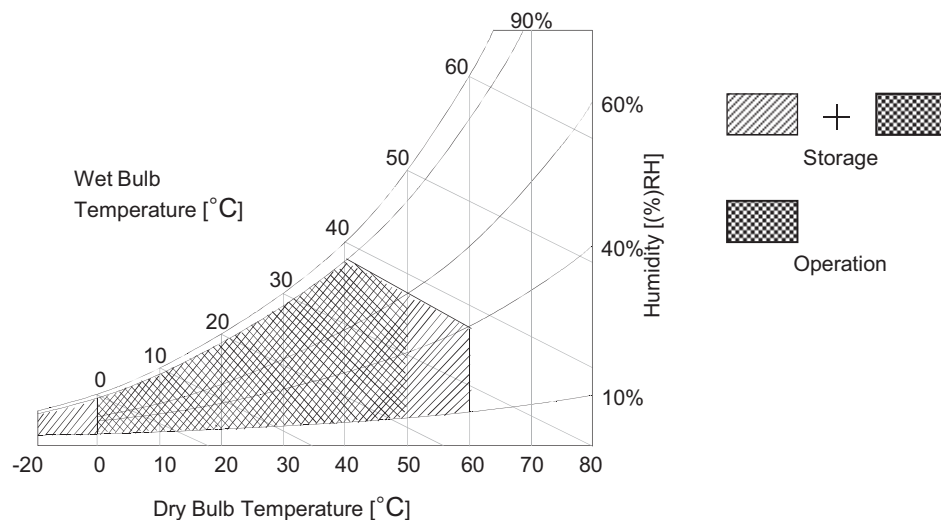 90%
60
60%
50
Wet Bulb
Temperature [°C]
40
40%
30
20
10
0
10%
Humidity [(%)RH]
-20 0 10 20 30 40 50 60 70 80
Dry Bulb Temperature [°C]
+
Storage
Operation